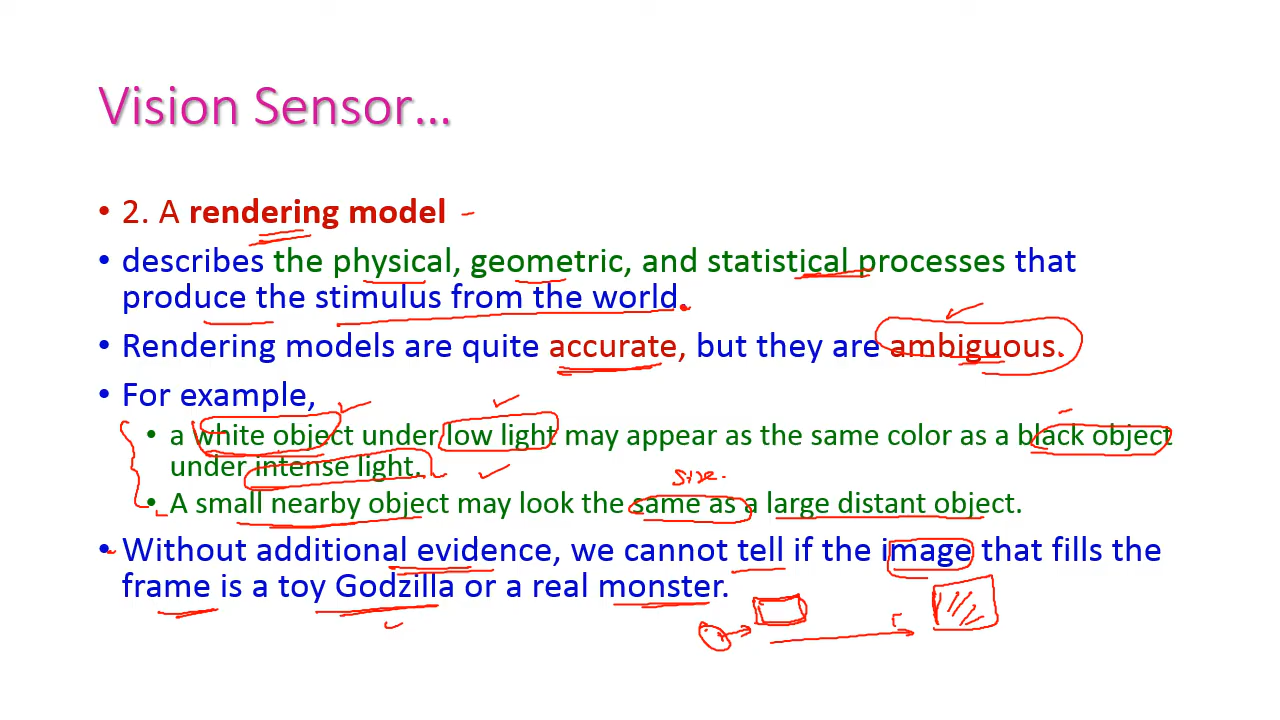 Vision Sensor...
• 2. A rendering model -
• describes the physical, geometric, and statistical processes that
produce the stimulus from the world.
• Rendering models are quite accurate, but they are ambiguous.
• For example,
• a white object under low light may appear as the same color as a black object
under intense light.
size.
• A small nearby object may look the same as a large distant object.
• Without additional evidence, we cannot tell if the image that fills the
frame is a toy Godzilla or a real monster.